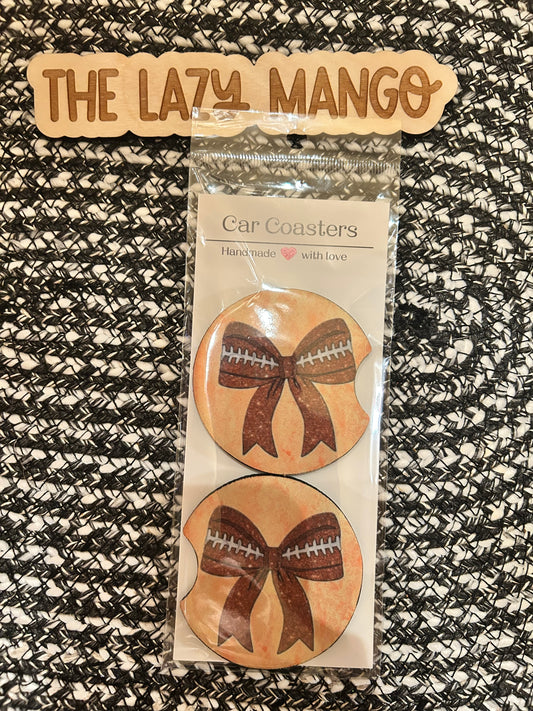 THE LAZY MANGO
Car Coasters
Handmade with love